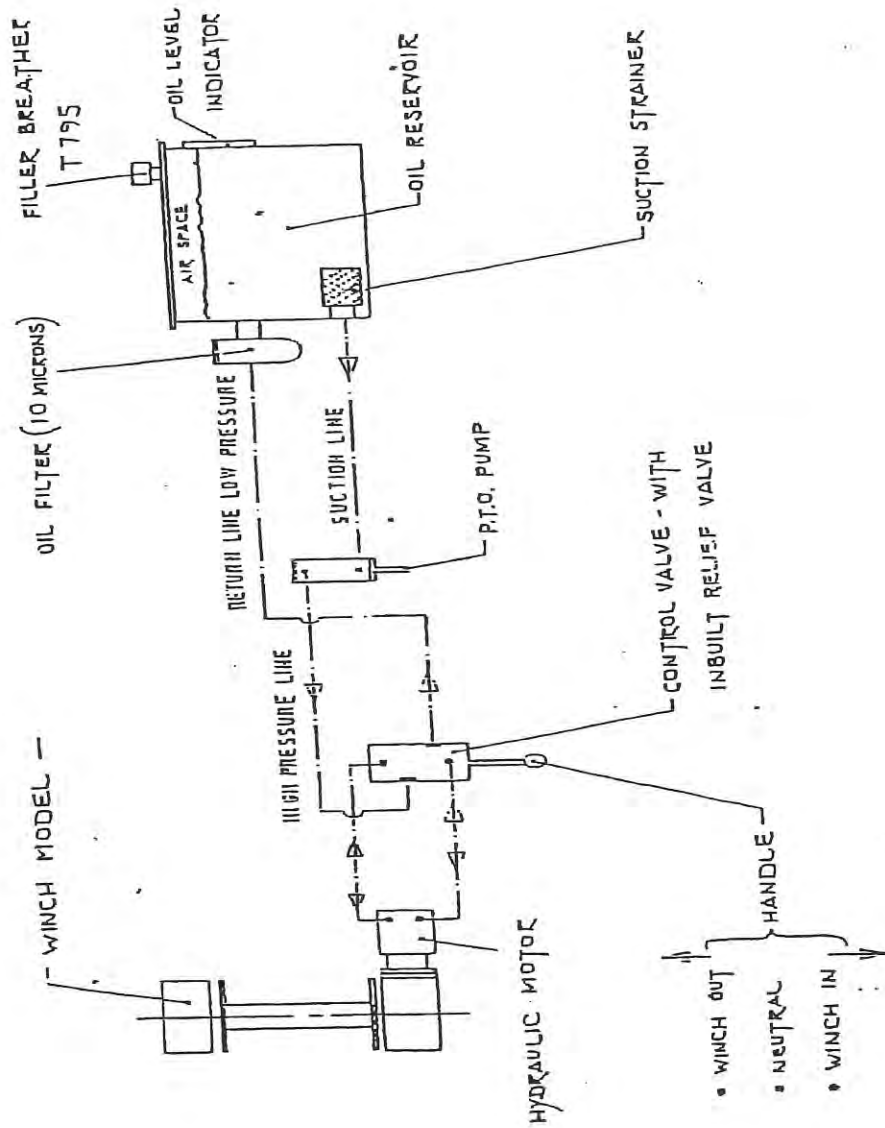 FILLER BREATHER
T 795
OIL LEVEL
INDICATOR
AIR SPACE
OIL RESERVOIR
SUCTION STRAINER
OIL FILTER (10 MICRONS)
RETURN LINE LOW PRESSURE
SUCTION LINE
P.T.O. PUMP
HIGH PRESSURE LINE
CONTROL VALVE - WITH
INBUILT RELIEF VALVE
- WINCH MODEL -
HYDRAULIC MOTOR
HANDLE
• WINCH OUT
• NEUTRAL
• WINCH IN